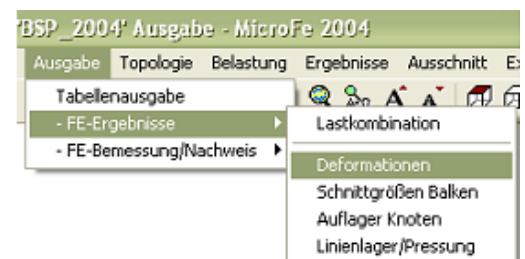 'BSP_2004' Ausgabe - MicroFe 2004
Ausgabe Topologie Belastung Ergebnisse Ausschnitt
Tabellenausgabe
- FE-Ergebnisse
- FE-Bemessung/Nachweis
Lastkombination
Deformationen
Schnittgrößen Balken
Auflager Knoten
Linienlager/Pressung